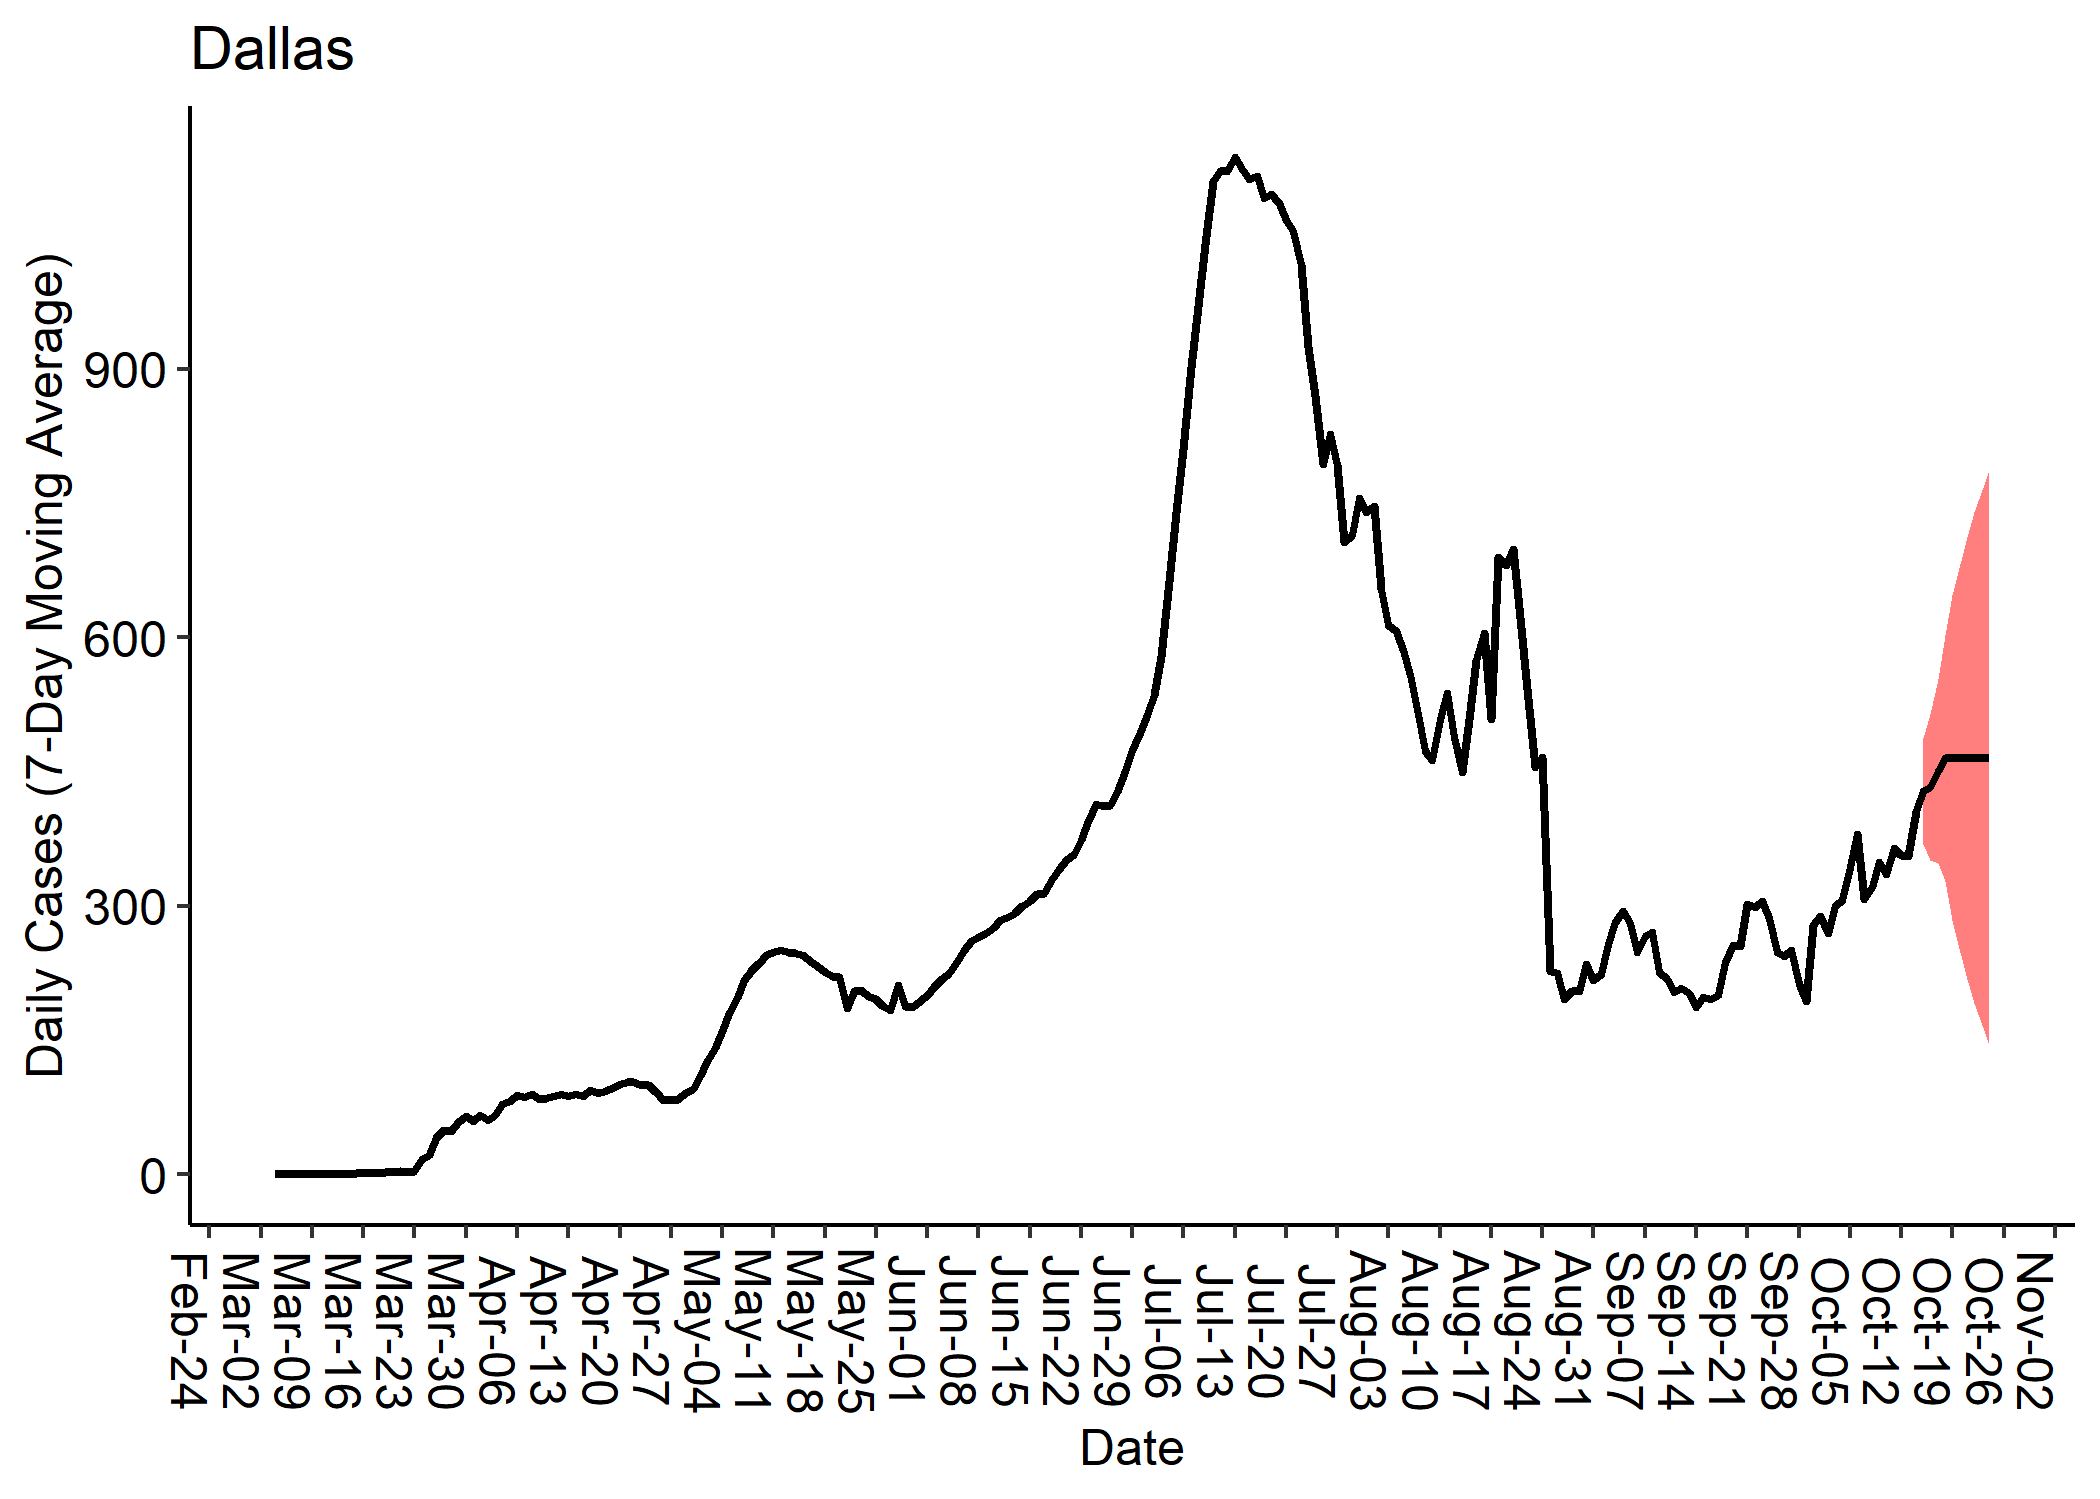 Dallas
Daily Cases (7-Day Moving Average)
900
600
300
0
Feb-24
Mar-02
Mar-09
Mar-16
Mar-23
Mar-30
Apr-06
Apr-13
Apr-20
Apr-27
May-04
May-11
May-18
May-25
Jun-01
Jun-08
Jun-15
Jun-22
Jun-29
Jul-06
Jul-13
Jul-20
Jul-27
Aug-03
Aug-10
Aug-17
Aug-24
Aug-31
Sep-07
Sep-14
Sep-21
Sep-28
Oct-05
Oct-12
Oct-19
Oct-26
Nov-02
Date